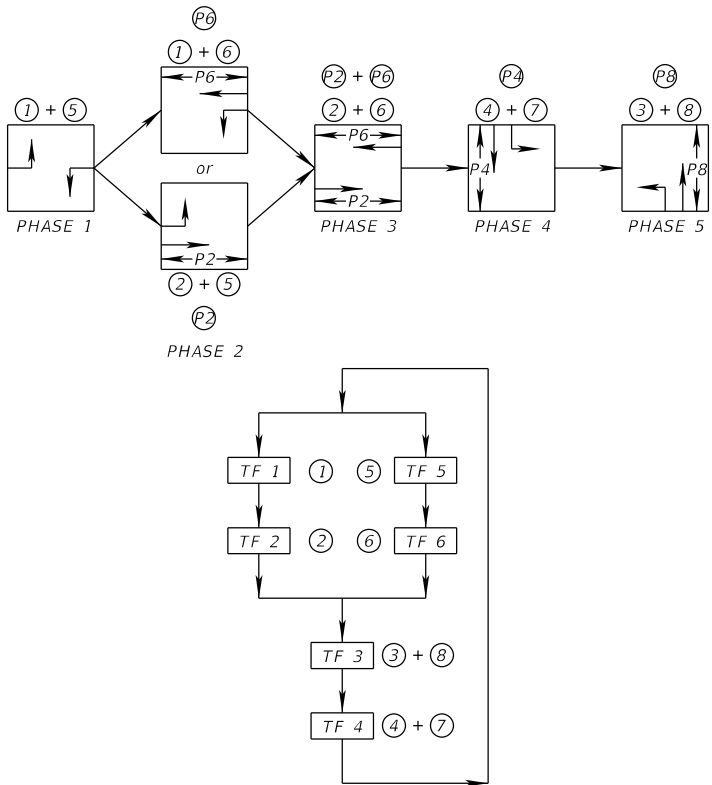 P6
1 + 6
P2 + P6
P4
P8
1 + 5
P6
2 + 6
4 + 7
3 + 8
P6
or
P4
P8
P2
PHASE 1
P2
PHASE 3
PHASE 4
PHASE 5
2 + 5
P2
PHASE 2
TF 1
1
5
TF 5
TF 2
2
6
TF 6
TF 3
3 + 8
TF 4
4 + 7